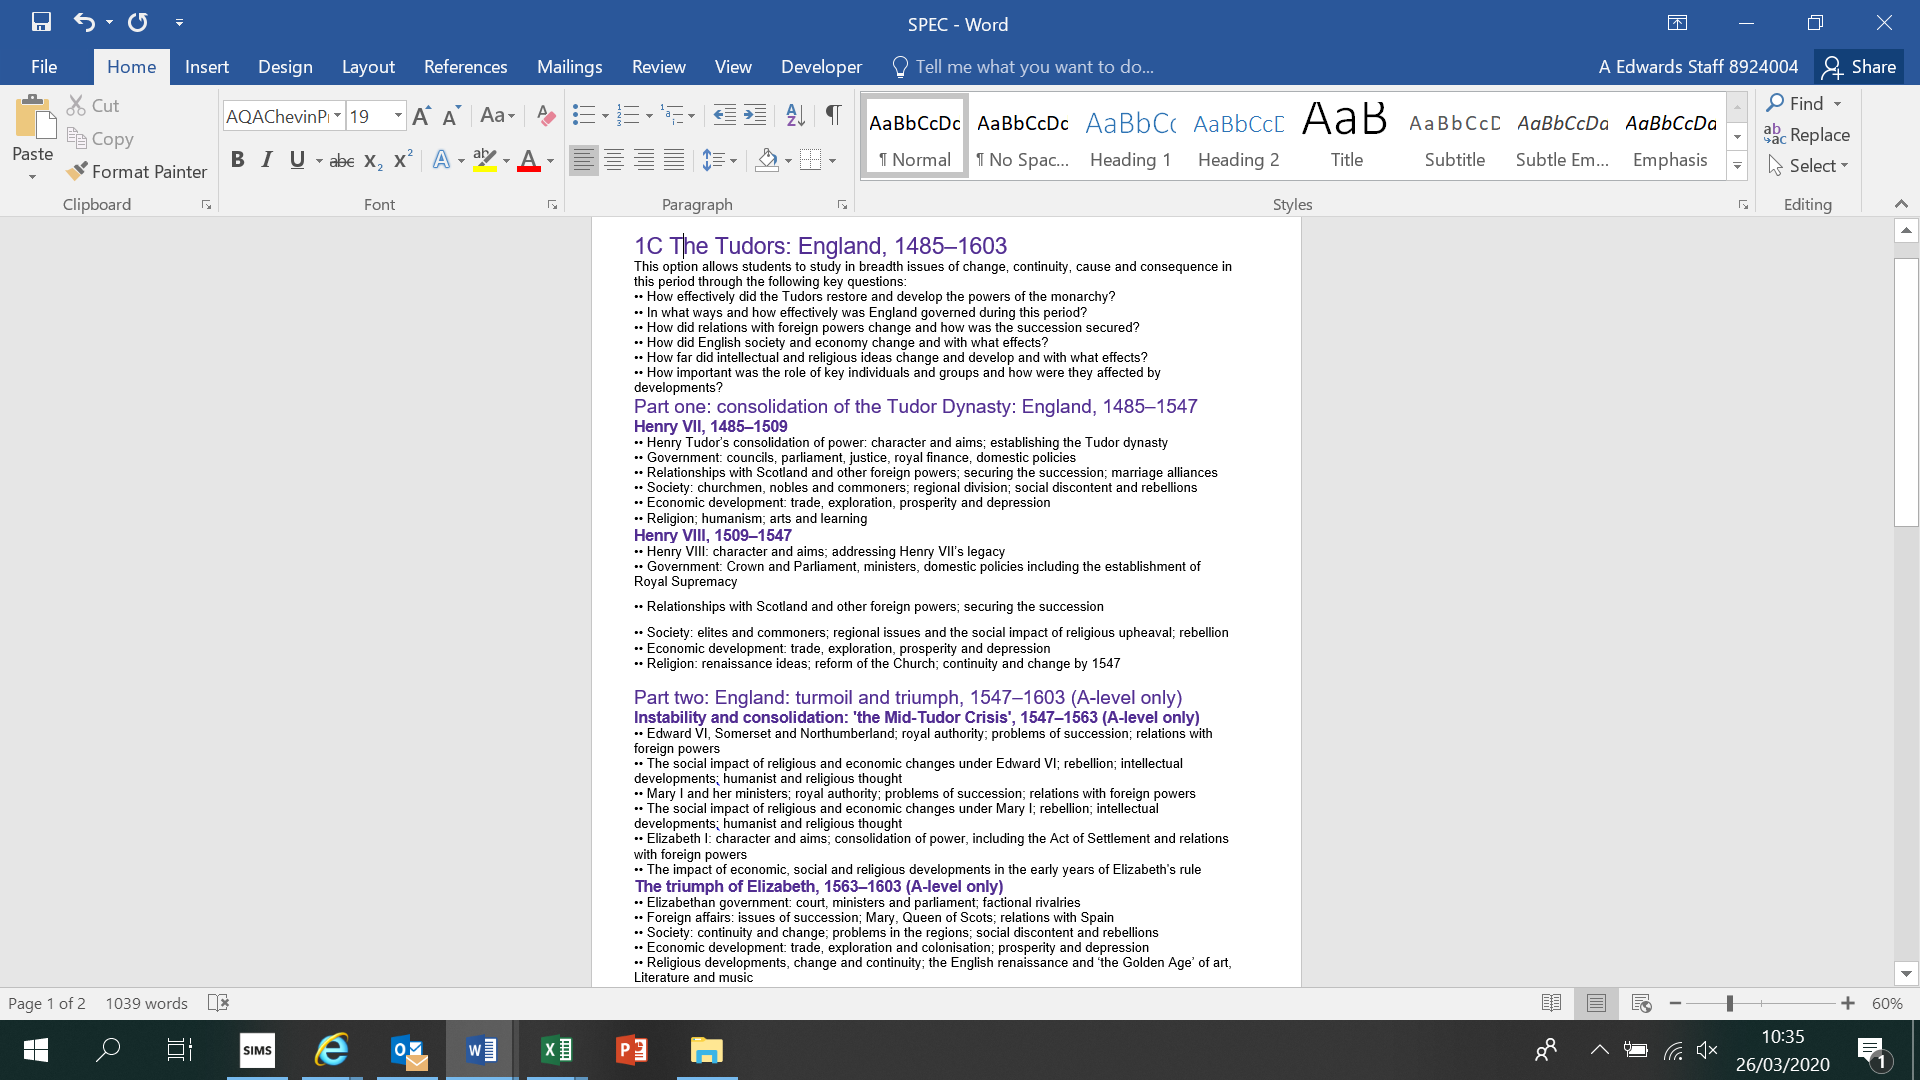 SPEC - Word
File Home Insert Design Layout References Mailings Review View Developer Tell me what you want to do... A Edwards Staff 8924004 Share
Paste Cut Copy Format Painter
AQAChevinPr 19
AaBbCcDc AaBbCcDc AaBbCc AaBbCcD AaB AaBbCcD AaBbCcDa AaBbCcDa
¶ Normal ¶ No Spac... Heading 1 Heading 2 Title Subtitle Subtle Em... Emphasis
Find Replace Select
Clipboard Font Paragraph Styles Editing
1C The Tudors: England, 1485–1603
This option allows students to study in breadth issues of change, continuity, cause and consequence in
this period through the following key questions:
•• How effectively did the Tudors restore and develop the powers of the monarchy?
•• In what ways and how effectively was England governed during this period?
•• How did relations with foreign powers change and how was the succession secured?
•• How did English society and economy change and with what effects?
•• How far did intellectual and religious ideas change and develop and with what effects?
•• How important was the role of key individuals and groups and how were they affected by
developments?
Part one: consolidation of the Tudor Dynasty: England, 1485–1547
Henry VII, 1485–1509
•• Henry Tudor’s consolidation of power: character and aims; establishing the Tudor dynasty
•• Government: councils, parliament, justice, royal finance, domestic policies
•• Relationships with Scotland and other foreign powers; securing the succession; marriage alliances
•• Society: churchmen, nobles and commoners; regional division; social discontent and rebellions
•• Economic development: trade, exploration, prosperity and depression
•• Religion; humanism; arts and learning
Henry VIII, 1509–1547
•• Henry VIII: character and aims; addressing Henry VII’s legacy
•• Government: Crown and Parliament, ministers, domestic policies including the establishment of
Royal Supremacy
•• Relationships with Scotland and other foreign powers; securing the succession
•• Society: elites and commoners; regional issues and the social impact of religious upheaval; rebellion
•• Economic development: trade, exploration, prosperity and depression
•• Religion: renaissance ideas; reform of the Church; continuity and change by 1547
Part two: England: turmoil and triumph, 1547–1603 (A-level only)
Instability and consolidation: 'the Mid-Tudor Crisis', 1547–1563 (A-level only)
•• Edward VI, Somerset and Northumberland; royal authority; problems of succession; relations with
foreign powers
•• The social impact of religious and economic changes under Edward VI; rebellion; intellectual
developments; humanist and religious thought
•• Mary I and her ministers; royal authority; problems of succession; relations with foreign powers
•• The social impact of religious and economic changes under Mary I; rebellion; intellectual
developments; humanist and religious thought
•• Elizabeth I: character and aims; consolidation of power, including the Act of Settlement and relations
with foreign powers
•• The impact of economic, social and religious developments in the early years of Elizabeth’s rule
The triumph of Elizabeth, 1563–1603 (A-level only)
•• Elizabethan government: court, ministers and parliament; factional rivalries
•• Foreign affairs: issues of succession; Mary, Queen of Scots; relations with Spain
•• Society: continuity and change; problems in the regions; social discontent and rebellions
•• Economic development: trade, exploration and colonisation; prosperity and depression
•• Religious developments, change and continuity; the English renaissance and ‘the Golden Age’ of art,
Literature and music
Page 1 of 2 1039 words 60%
SIMS 10:35
26/03/2020 1